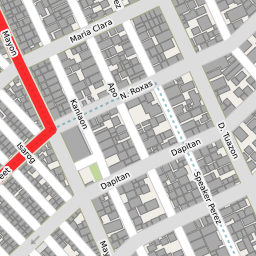 Maria Clara
Mayon
N. Roxas
Apo
Kanlaon
Isarog
Dapitan
D. Tuazon
Dapitan
Speaker Perez